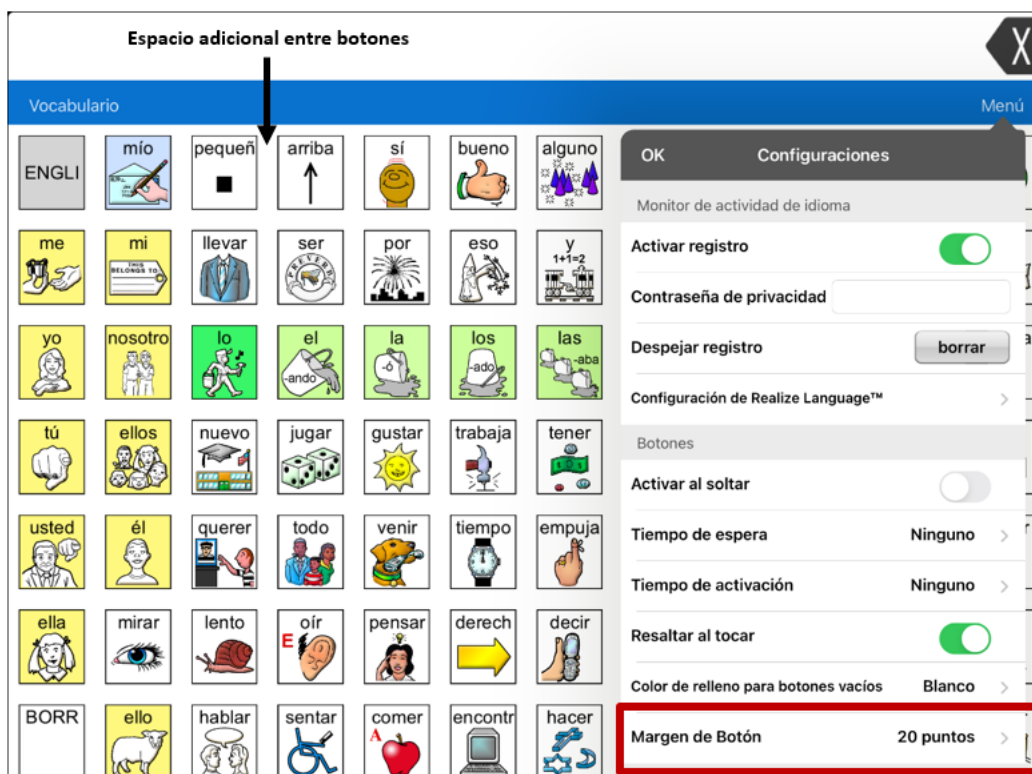 Espacio adicional entre botones
X
Vocabulario
Menú
ENGLI
mío
pequeñ
arriba
sí
bueno
alguno
me
mi
THIS BELONGS TO
llevar
ser
PREVERB
por
eso
y
1+1=2
yo
nosotro
lo
el
-ando
la
-ó
los
-ado
las
-aba
tú
ellos
nuevo
jugar
gustar
trabaja
tener
usted
él
querer
todo
venir
tiempo
empuja
ella
mirar
lento
oír
E
pensar
derech
decir
BORR
ello
hablar
sentar
comer
A
encontr
hacer
OK
Configuraciones
Monitor de actividad de idioma
Activar registro
Contraseña de privacidad
Despejar registro
borrar
Configuración de Realize Language™
Botones
Activar al soltar
Tiempo de espera
Ninguno
Tiempo de activación
Ninguno
Resaltar al tocar
Color de relleno para botones vacíos
Blanco
Margen de Botón
20 puntos